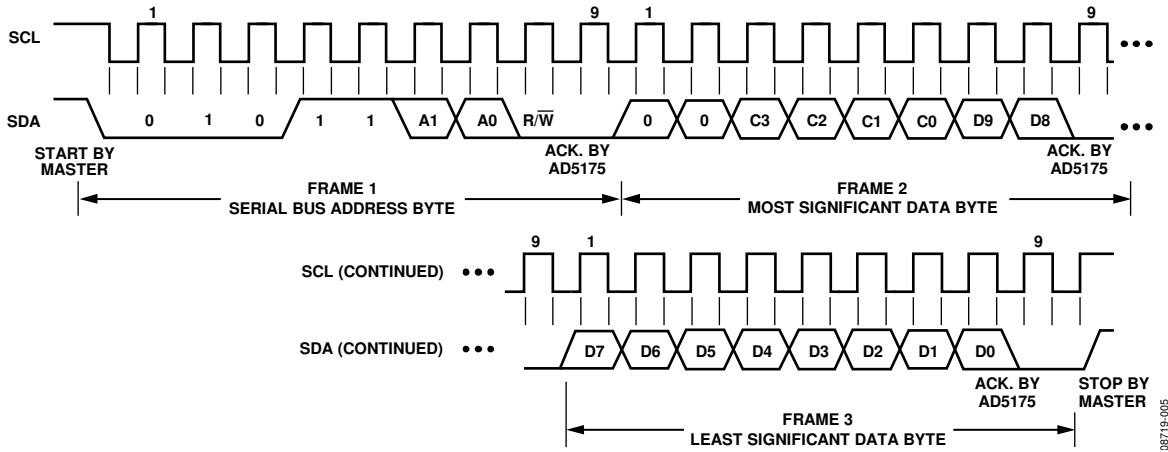 1 9 1 9
SCL
SDA 0 1 0 1 1 A1 A0 R/W̅ 0 0 C3 C2 C1 C0 D9 D8
START BY MASTER
ACK. BY AD5175
ACK. BY AD5175
FRAME 1
SERIAL BUS ADDRESS BYTE
FRAME 2
MOST SIGNIFICANT DATA BYTE
9 1 9
SCL (CONTINUED)
SDA (CONTINUED) D7 D6 D5 D4 D3 D2 D1 D0
ACK. BY AD5175
STOP BY MASTER
FRAME 3
LEAST SIGNIFICANT DATA BYTE
08719-005